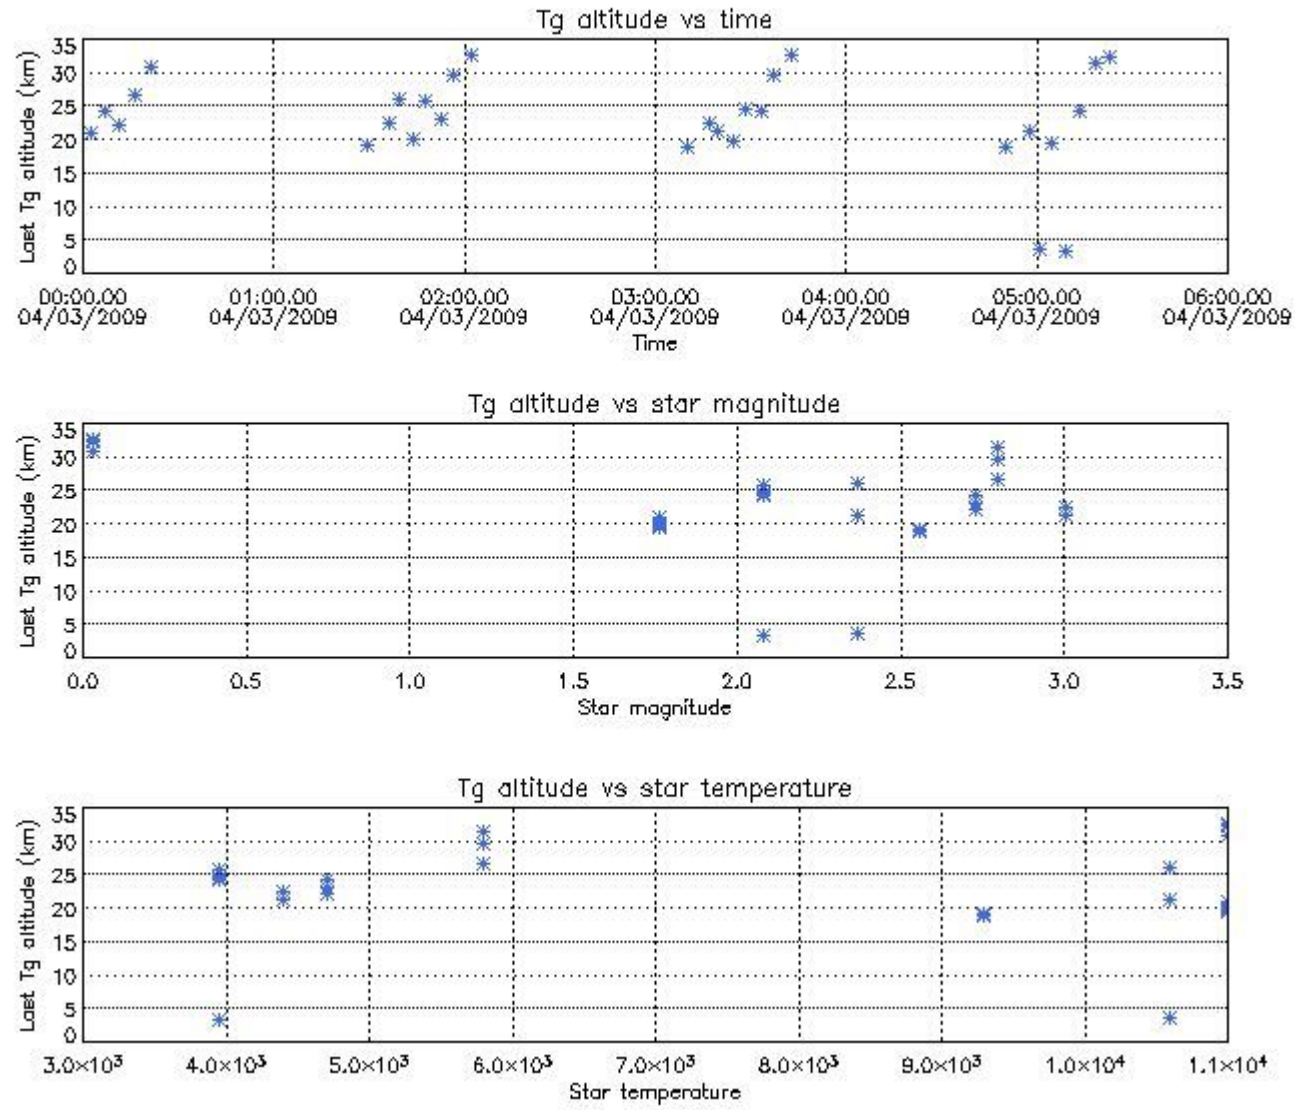 Tg altitude vs time
Last Tg altitude (km)
35
30
25
20
15
10
5
0
00:00.00 01:00.00 02:00.00 03:00.00 04:00.00 05:00.00 06:00.00
04/03/2009 04/03/2009 04/03/2009 04/03/2009 04/03/2009 04/03/2009 04/03/2009
Time
Tg altitude vs star magnitude
Last Tg altitude (km)
35
30
25
20
15
10
5
0
0.0 0.5 1.0 1.5 2.0 2.5 3.0 3.5
Star magnitude
Tg altitude vs star temperature
Last Tg altitude (km)
35
30
25
20
15
10
5
0
3.0×10³ 4.0×10³ 5.0×10³ 6.0×10³ 7.0×10³ 8.0×10³ 9.0×10³ 1.0×10⁴ 1.1×10⁴
Star temperature